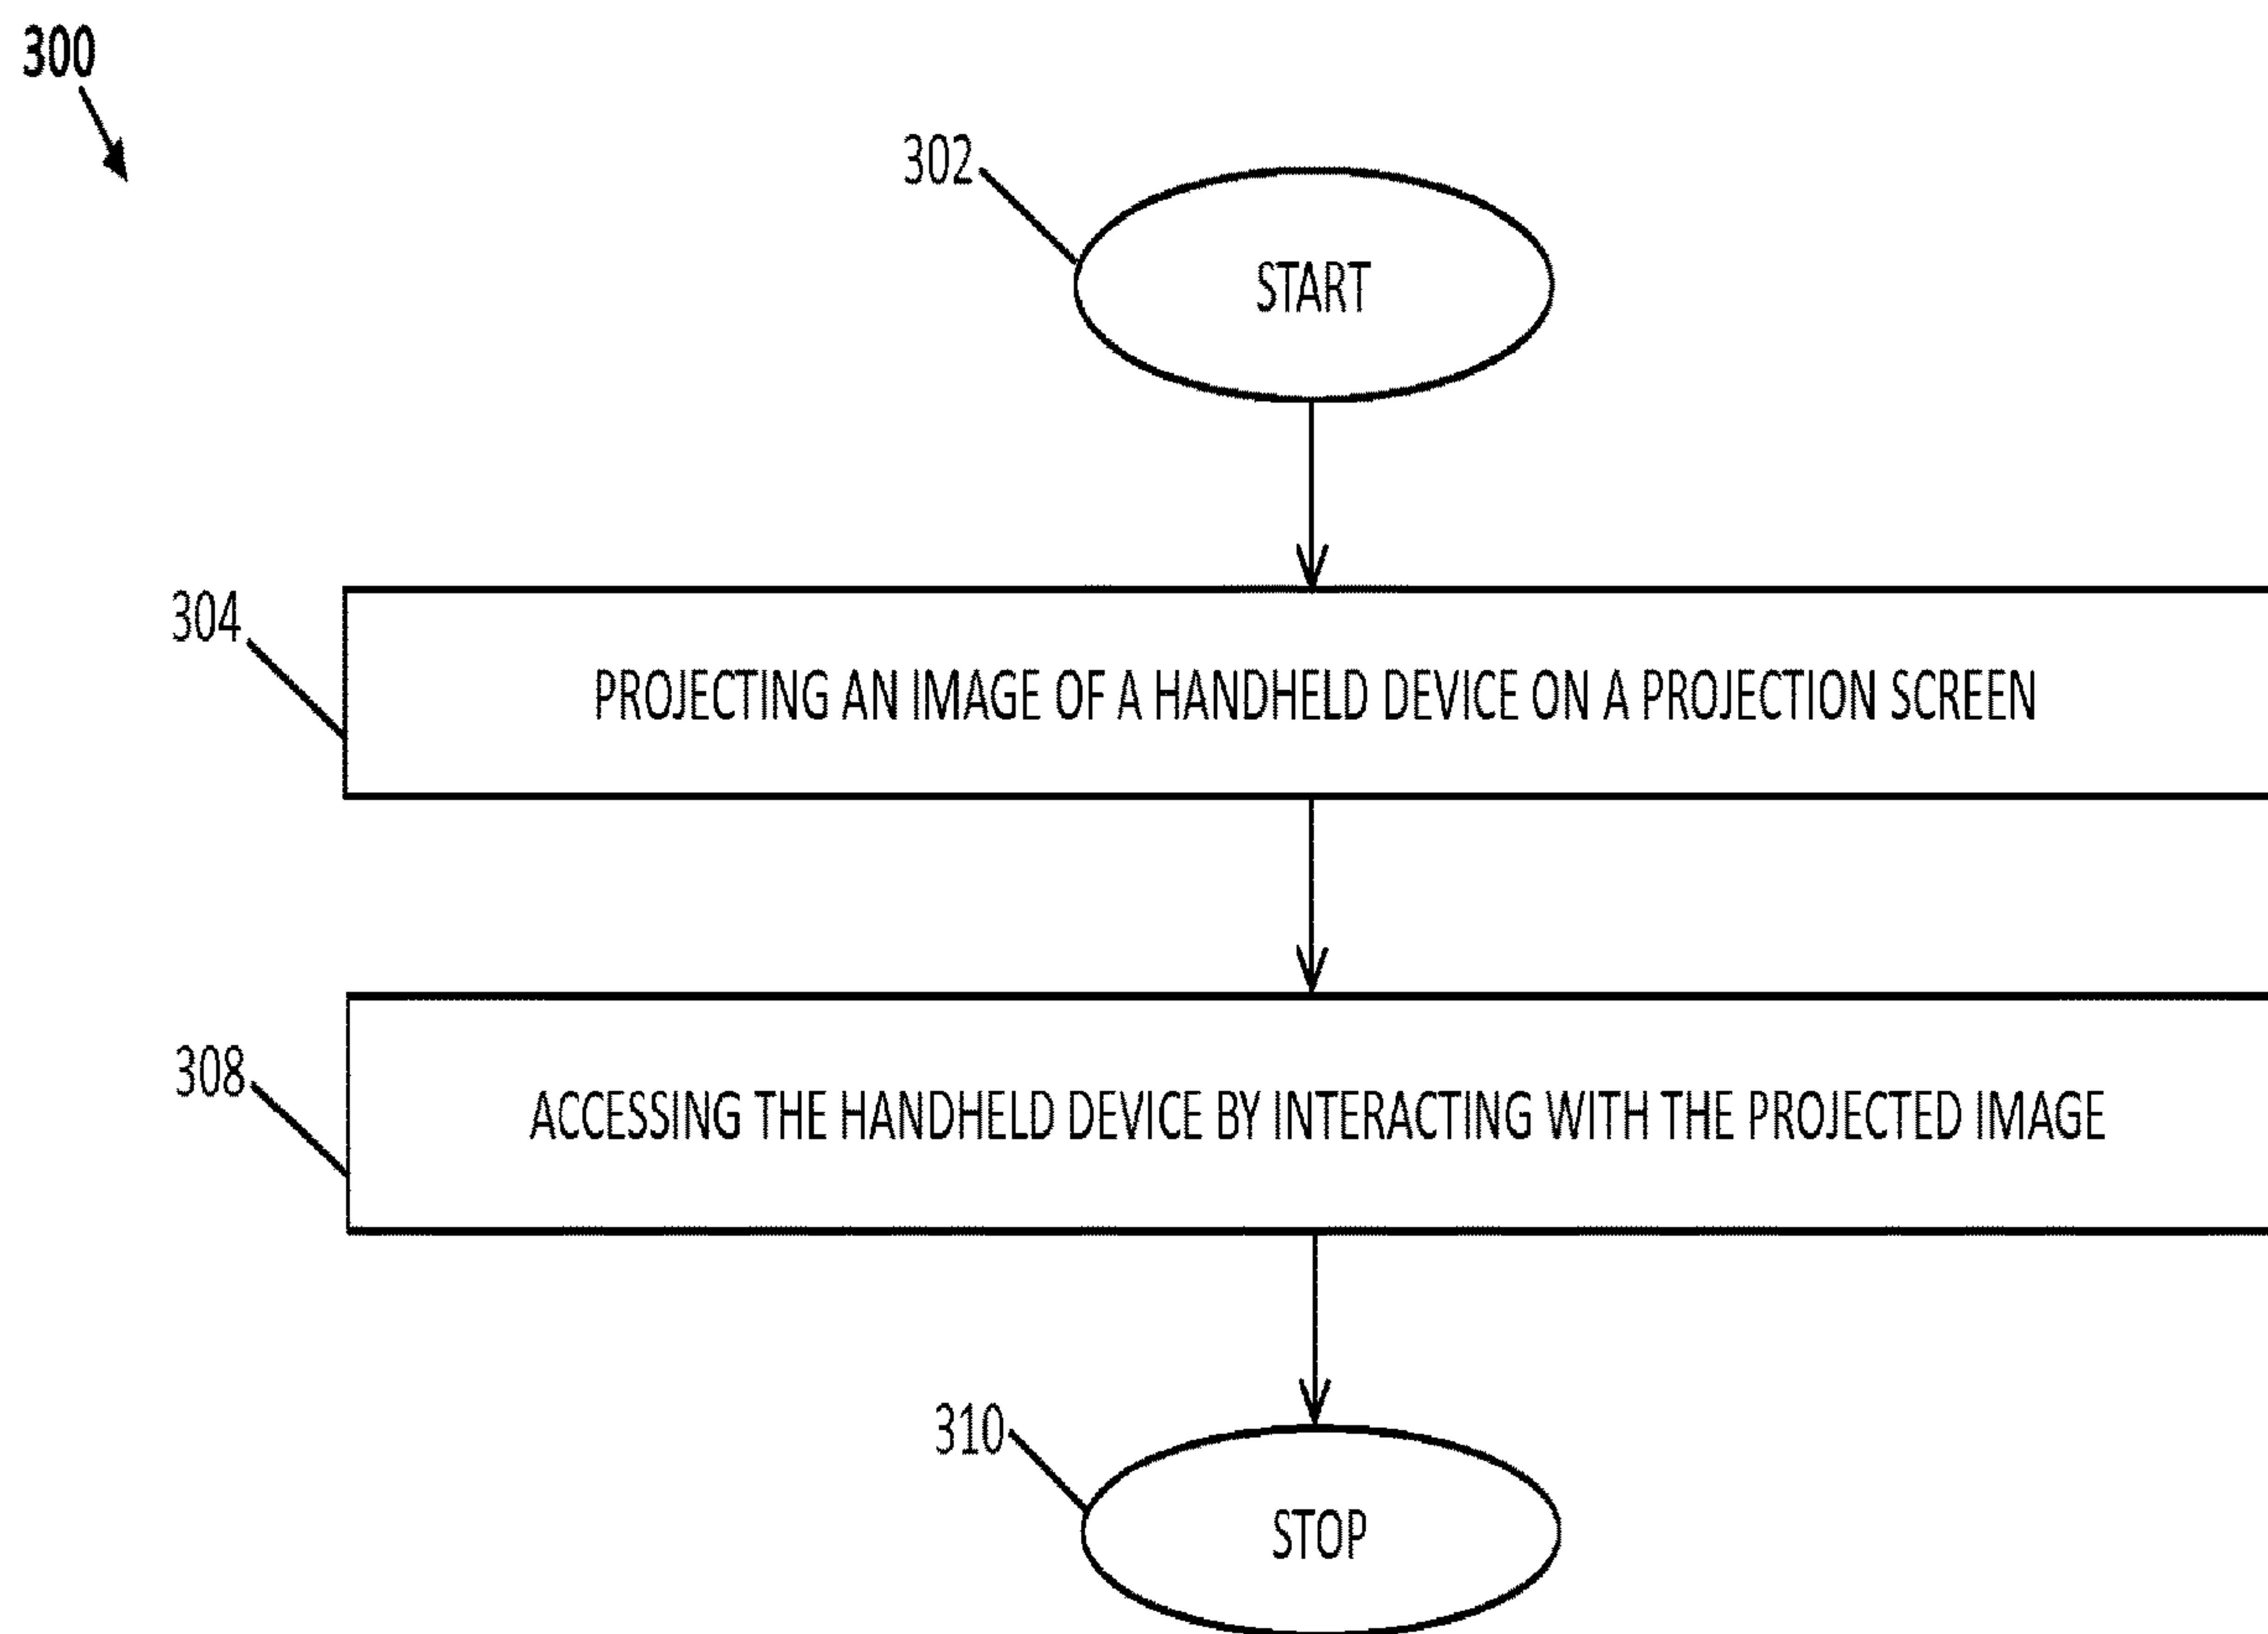 300
302
START
304
PROJECTING AN IMAGE OF A HANDHELD DEVICE ON A PROJECTION SCREEN
308
ACCESSING THE HANDHELD DEVICE BY INTERACTING WITH THE PROJECTED IMAGE
310
STOP